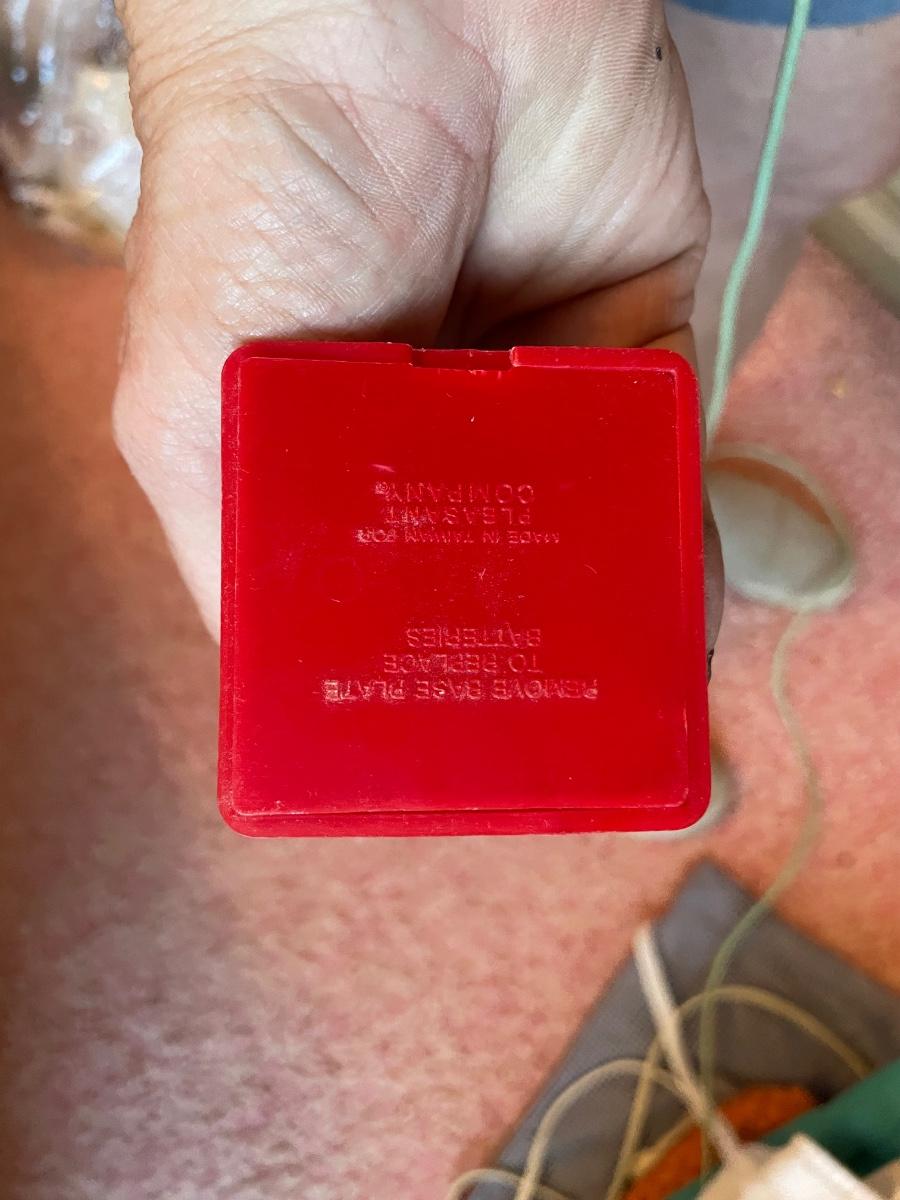 REMOVE BASE PLATE
TO REPLACE
BATTERIES
MADE IN TAIWAN FOR
PLEASANT
COMPANY®